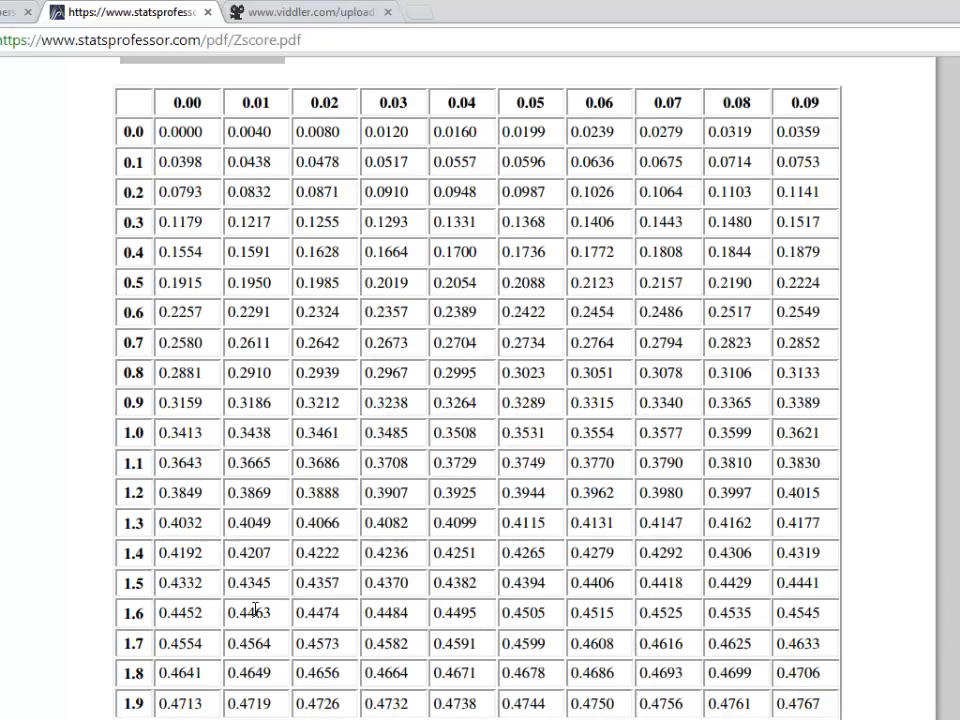 pers × https://www.statsprofesso × www.viddler.com/upload ×
https://www.statsprofessor.com/pdf/Zscore.pdf
0.00 0.01 0.02 0.03 0.04 0.05 0.06 0.07 0.08 0.09
0.0 0.0000 0.0040 0.0080 0.0120 0.0160 0.0199 0.0239 0.0279 0.0319 0.0359
0.1 0.0398 0.0438 0.0478 0.0517 0.0557 0.0596 0.0636 0.0675 0.0714 0.0753
0.2 0.0793 0.0832 0.0871 0.0910 0.0948 0.0987 0.1026 0.1064 0.1103 0.1141
0.3 0.1179 0.1217 0.1255 0.1293 0.1331 0.1368 0.1406 0.1443 0.1480 0.1517
0.4 0.1554 0.1591 0.1628 0.1664 0.1700 0.1736 0.1772 0.1808 0.1844 0.1879
0.5 0.1915 0.1950 0.1985 0.2019 0.2054 0.2088 0.2123 0.2157 0.2190 0.2224
0.6 0.2257 0.2291 0.2324 0.2357 0.2389 0.2422 0.2454 0.2486 0.2517 0.2549
0.7 0.2580 0.2611 0.2642 0.2673 0.2704 0.2734 0.2764 0.2794 0.2823 0.2852
0.8 0.2881 0.2910 0.2939 0.2967 0.2995 0.3023 0.3051 0.3078 0.3106 0.3133
0.9 0.3159 0.3186 0.3212 0.3238 0.3264 0.3289 0.3315 0.3340 0.3365 0.3389
1.0 0.3413 0.3438 0.3461 0.3485 0.3508 0.3531 0.3554 0.3577 0.3599 0.3621
1.1 0.3643 0.3665 0.3686 0.3708 0.3729 0.3749 0.3770 0.3790 0.3810 0.3830
1.2 0.3849 0.3869 0.3888 0.3907 0.3925 0.3944 0.3962 0.3980 0.3997 0.4015
1.3 0.4032 0.4049 0.4066 0.4082 0.4099 0.4115 0.4131 0.4147 0.4162 0.4177
1.4 0.4192 0.4207 0.4222 0.4236 0.4251 0.4265 0.4279 0.4292 0.4306 0.4319
1.5 0.4332 0.4345 0.4357 0.4370 0.4382 0.4394 0.4406 0.4418 0.4429 0.4441
1.6 0.4452 0.4463 0.4474 0.4484 0.4495 0.4505 0.4515 0.4525 0.4535 0.4545
1.7 0.4554 0.4564 0.4573 0.4582 0.4591 0.4599 0.4608 0.4616 0.4625 0.4633
1.8 0.4641 0.4649 0.4656 0.4664 0.4671 0.4678 0.4686 0.4693 0.4699 0.4706
1.9 0.4713 0.4719 0.4726 0.4732 0.4738 0.4744 0.4750 0.4756 0.4761 0.4767